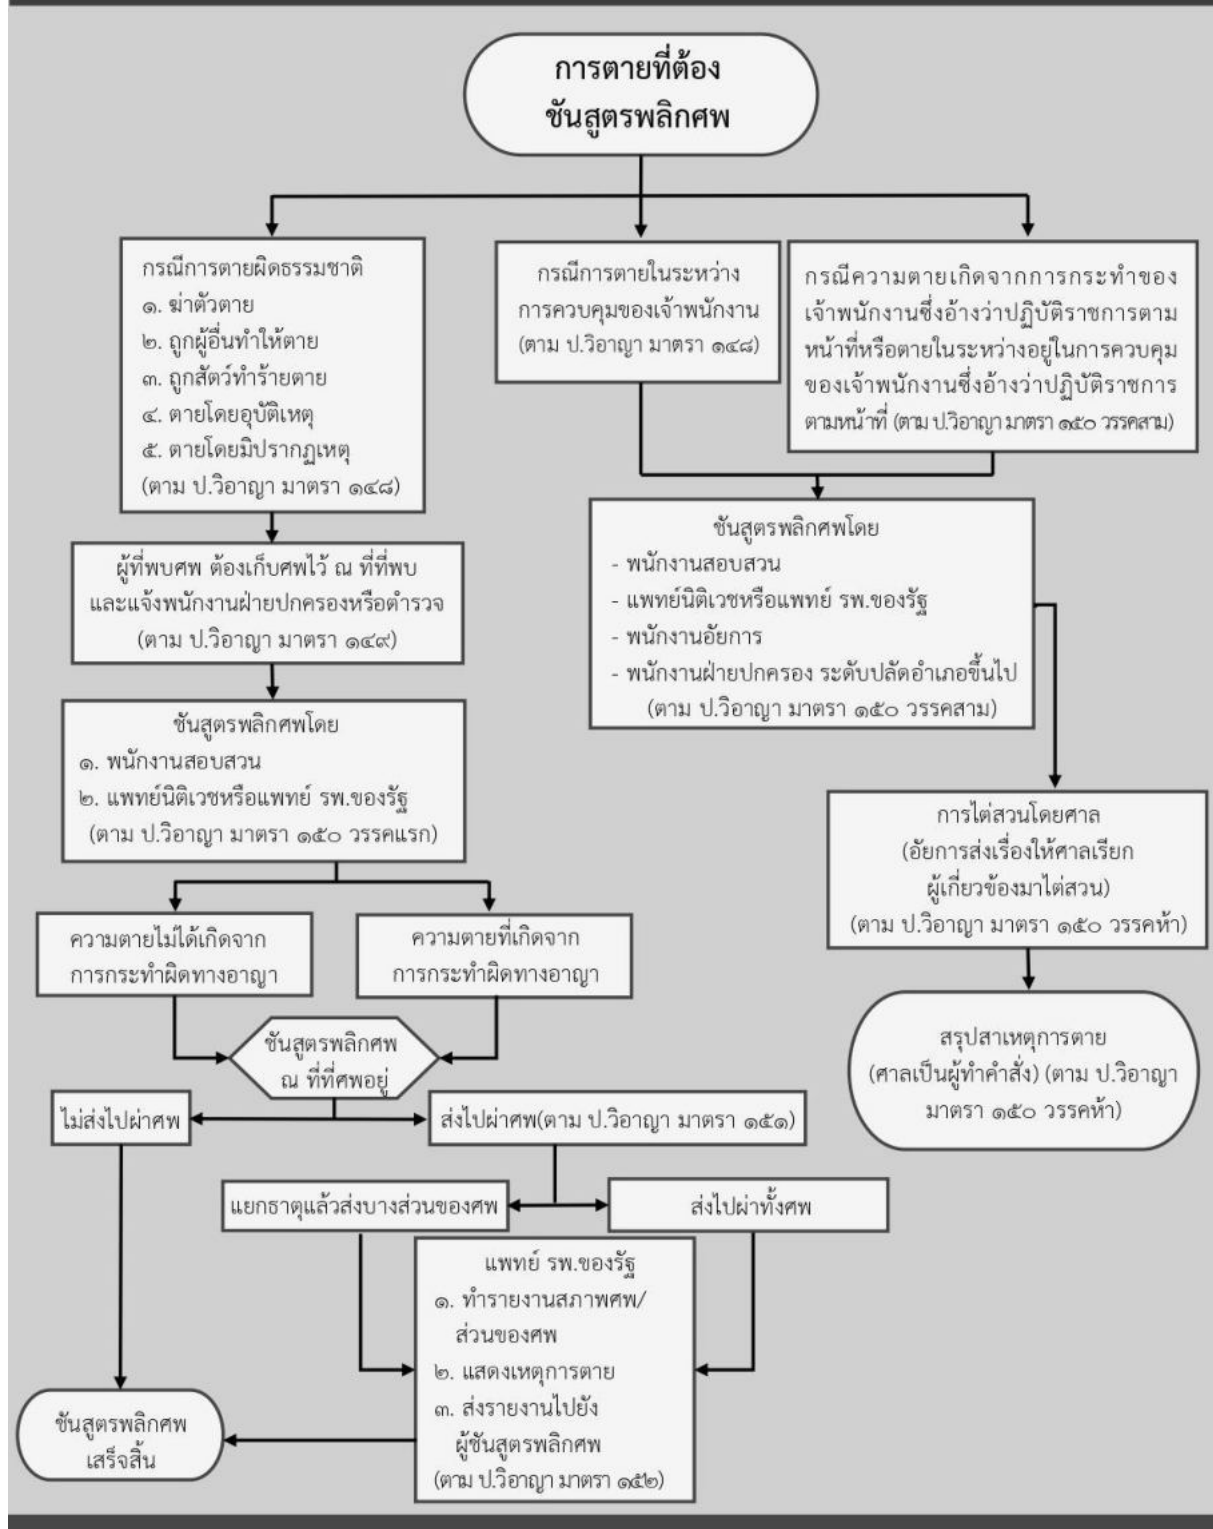 การตายที่ต้อง
ชันสูตรพลิกศพ
กรณีการตายผิดธรรมชาติ
๑. ฆ่าตัวตาย
๒. ถูกผู้อื่นทำให้ตาย
๓. ถูกสัตว์ทำร้ายตาย
๔. ตายโดยอุบัติเหตุ
๕. ตายโดยมิปรากฏเหตุ
(ตาม ป.วิอาญา มาตรา ๑๔๘)
กรณีการตายในระหว่าง
การควบคุมของเจ้าพนักงาน
(ตาม ป.วิอาญา มาตรา ๑๔๘)
กรณีความตายเกิดจากการกระทำของ
เจ้าพนักงานซึ่งอ้างว่าปฏิบัติราชการตาม
หน้าที่หรือตายในระหว่างอยู่ในการควบคุม
ของเจ้าพนักงานซึ่งอ้างว่าปฏิบัติราชการ
ตามหน้าที่ (ตาม ป.วิอาญา มาตรา ๑๕๐ วรรคสาม)
ผู้ที่พบศพ ต้องเก็บศพไว้ ณ ที่ที่พบ
และแจ้งพนักงานฝ่ายปกครองหรือตำรวจ
(ตาม ป.วิอาญา มาตรา ๑๔๙)
ชันสูตรพลิกศพโดย
- พนักงานสอบสวน
- แพทย์นิติเวชหรือแพทย์ รพ.ของรัฐ
- พนักงานอัยการ
- พนักงานฝ่ายปกครอง ระดับปลัดอำเภอขึ้นไป
(ตาม ป.วิอาญา มาตรา ๑๕๐ วรรคสาม)
ชันสูตรพลิกศพโดย
๑. พนักงานสอบสวน
๒. แพทย์นิติเวชหรือแพทย์ รพ.ของรัฐ
(ตาม ป.วิอาญา มาตรา ๑๕๐ วรรคแรก)
การไต่สวนโดยศาล
(อัยการส่งเรื่องให้ศาลเรียก
ผู้เกี่ยวข้องมาไต่สวน)
(ตาม ป.วิอาญา มาตรา ๑๕๐ วรรคห้า)
ความตายไม่ได้เกิดจาก
การกระทำผิดทางอาญา
ความตายที่เกิดจาก
การกระทำผิดทางอาญา
ชันสูตรพลิกศพ
ณ ที่ที่ศพอยู่
สรุปสาเหตุการตาย
(ศาลเป็นผู้ทำคำสั่ง) (ตาม ป.วิอาญา
มาตรา ๑๕๐ วรรคห้า)
ไม่ส่งไปผ่าศพ
ส่งไปผ่าศพ(ตาม ป.วิอาญา มาตรา ๑๕๑)
แยกธาตุแล้วส่งบางส่วนของศพ
ส่งไปผ่าทั้งศพ
แพทย์ รพ.ของรัฐ
๑. ทำรายงานสภาพศพ/
ส่วนของศพ
๒. แสดงเหตุการตาย
๓. ส่งรายงานไปยัง
ผู้ชันสูตรพลิกศพ
(ตาม ป.วิอาญา มาตรา ๑๕๒)
ชันสูตรพลิกศพ
เสร็จสิ้น